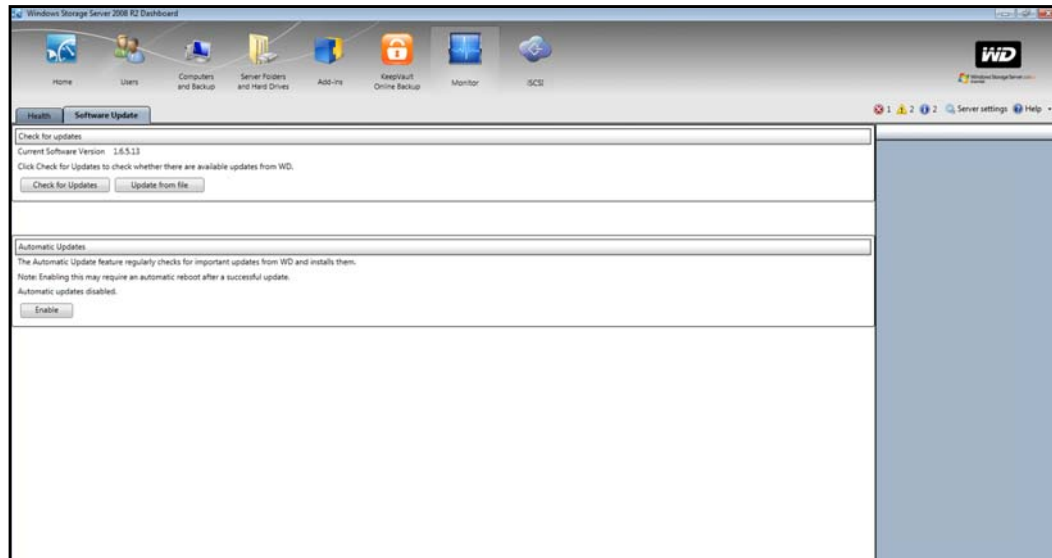 Windows Storage Server 2008 R2 Dashboard
Home
Users
Computers and Backup
Server Folders and Hard Drives
Add-ins
KeepVault Online Backup
Monitor
iSCSI
WD
Windows Storage Server
Health
Software Update
1 2 2 Server settings Help
Check for updates
Current Software Version 1.6.5.13
Click Check for Updates to check whether there are available updates from WD.
Check for Updates Update from file
Automatic Updates
The Automatic Update feature regularly checks for important updates from WD and installs them.
Note: Enabling this may require an automatic reboot after a successful update.
Automatic updates disabled.
Enable